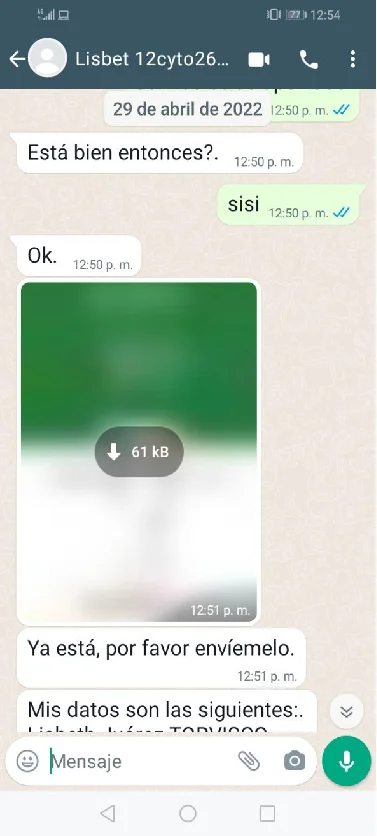 12:54
Lisbet 12cyto26...
29 de abril de 2022
12:50 p. m.
Está bien entonces?.
12:50 p. m.
sisi
12:50 p. m.
Ok.
12:50 p. m.
61 kB
12:51 p. m.
Ya está, por favor envíemelo.
12:51 p. m.
Mis datos son las siguientes:.
Mensaje